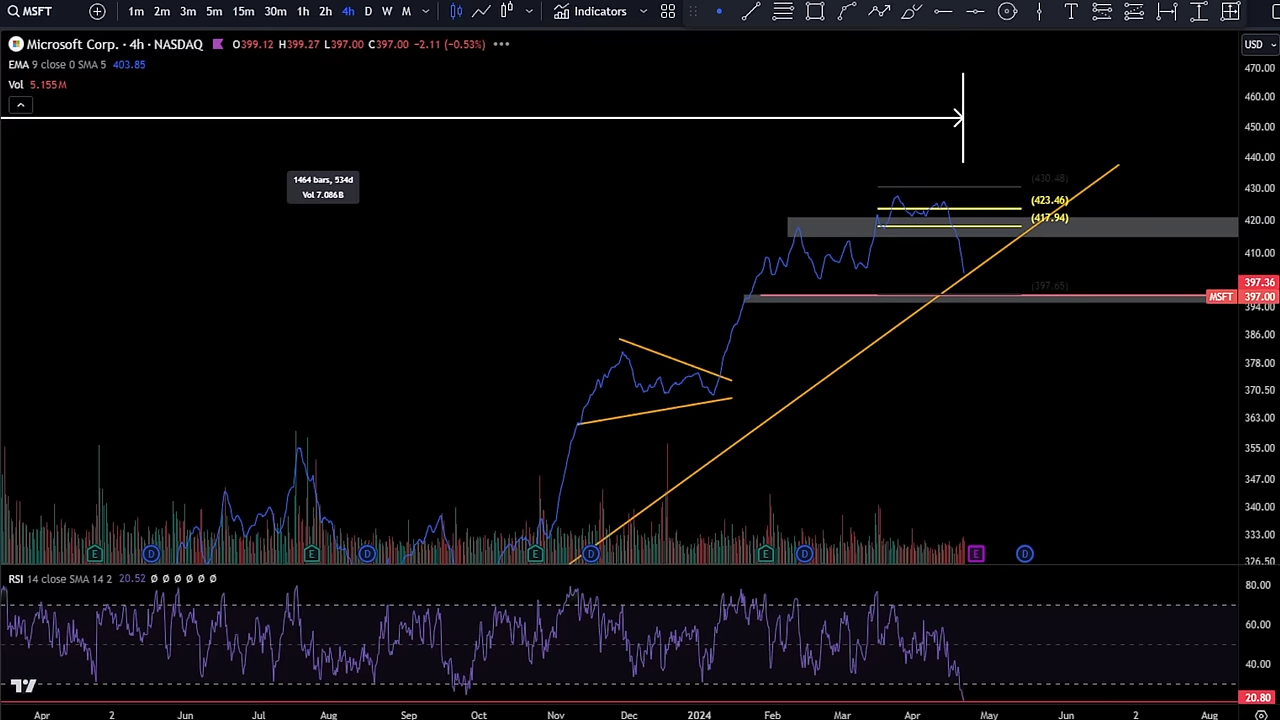 MSFT 1m 2m 3m 5m 15m 30m 1h 2h 4h D W M Indicators
Microsoft Corp. · 4h · NASDAQ O399.12 H399.27 L397.00 C397.00 −2.11 (−0.53%)
USD
EMA 9 close 0 SMA 5 403.85
Vol 5.155M
470.00
460.00
450.00
440.00
430.00
420.00
410.00
397.36
MSFT 397.00
394.00
386.00
378.00
370.50
363.00
355.00
347.00
340.00
333.00
326.50
1464 bars, 534d
Vol 7.086B
(430.48)
(423.46)
(417.94)
(397.65)
E D E D E D E D E D
RSI 14 close SMA 14 2 20.52 Ø Ø Ø Ø Ø Ø
80.00
60.00
40.00
20.80
Apr 2 Jun Jul Aug Sep Oct Nov Dec 2024 Feb Mar Apr May Jun 2 Aug